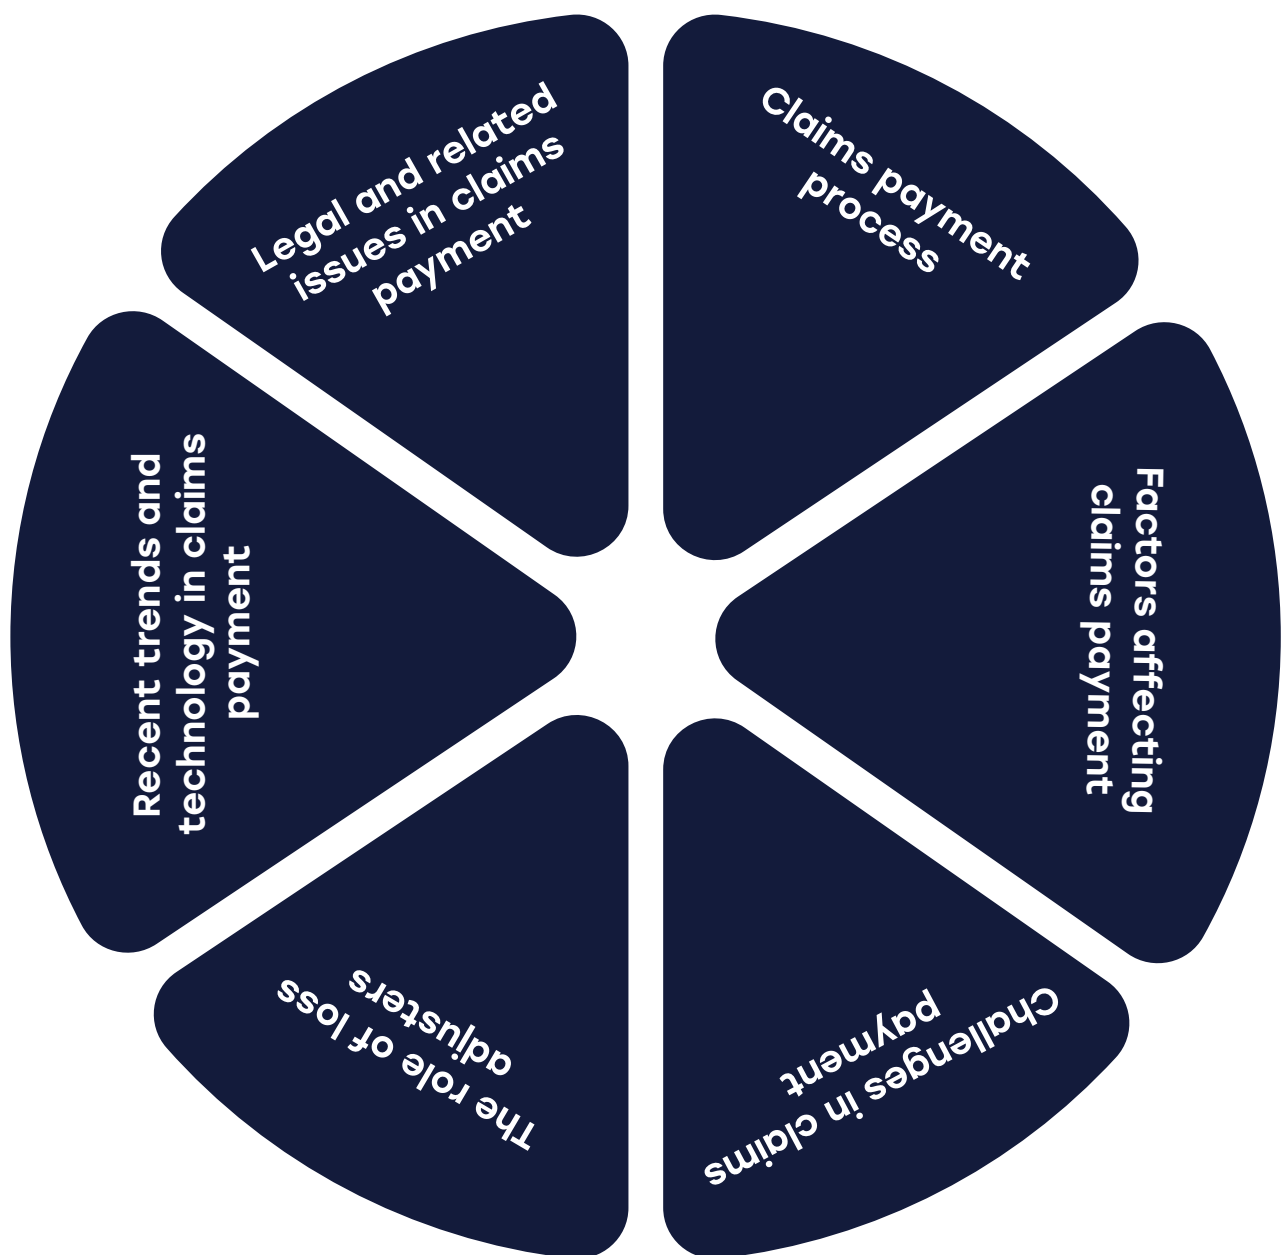 Claims payment
process
Factors affecting
claims payment
Challenges in claims
payment
The role of loss
adjusters
Recent trends and
technology in claims
payment
Legal and related
issues in claims
payment